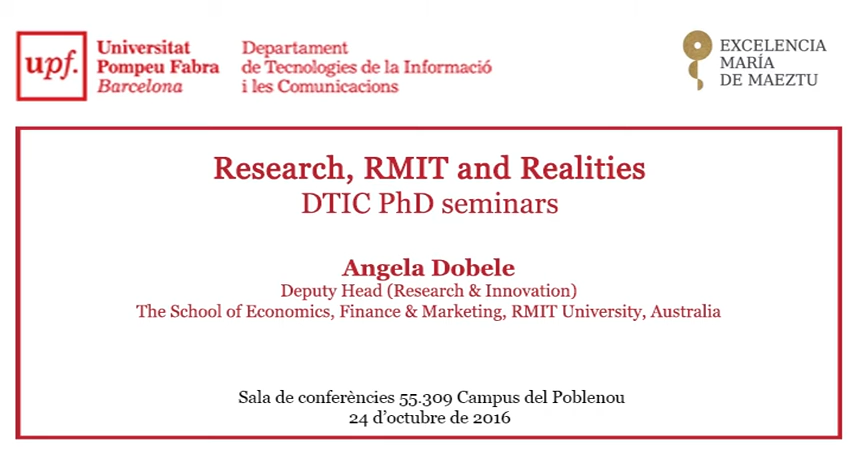 upf.
Universitat
Pompeu Fabra
Barcelona
Departament
de Tecnologies de la Informació
i les Comunicacions
EXCELENCIA
MARÍA
DE MAEZTU
Research, RMIT and Realities
DTIC PhD seminars
Angela Dobele
Deputy Head (Research & Innovation)
The School of Economics, Finance & Marketing, RMIT University, Australia
Sala de conferències 55.309 Campus del Poblenou
24 d’octubre de 2016